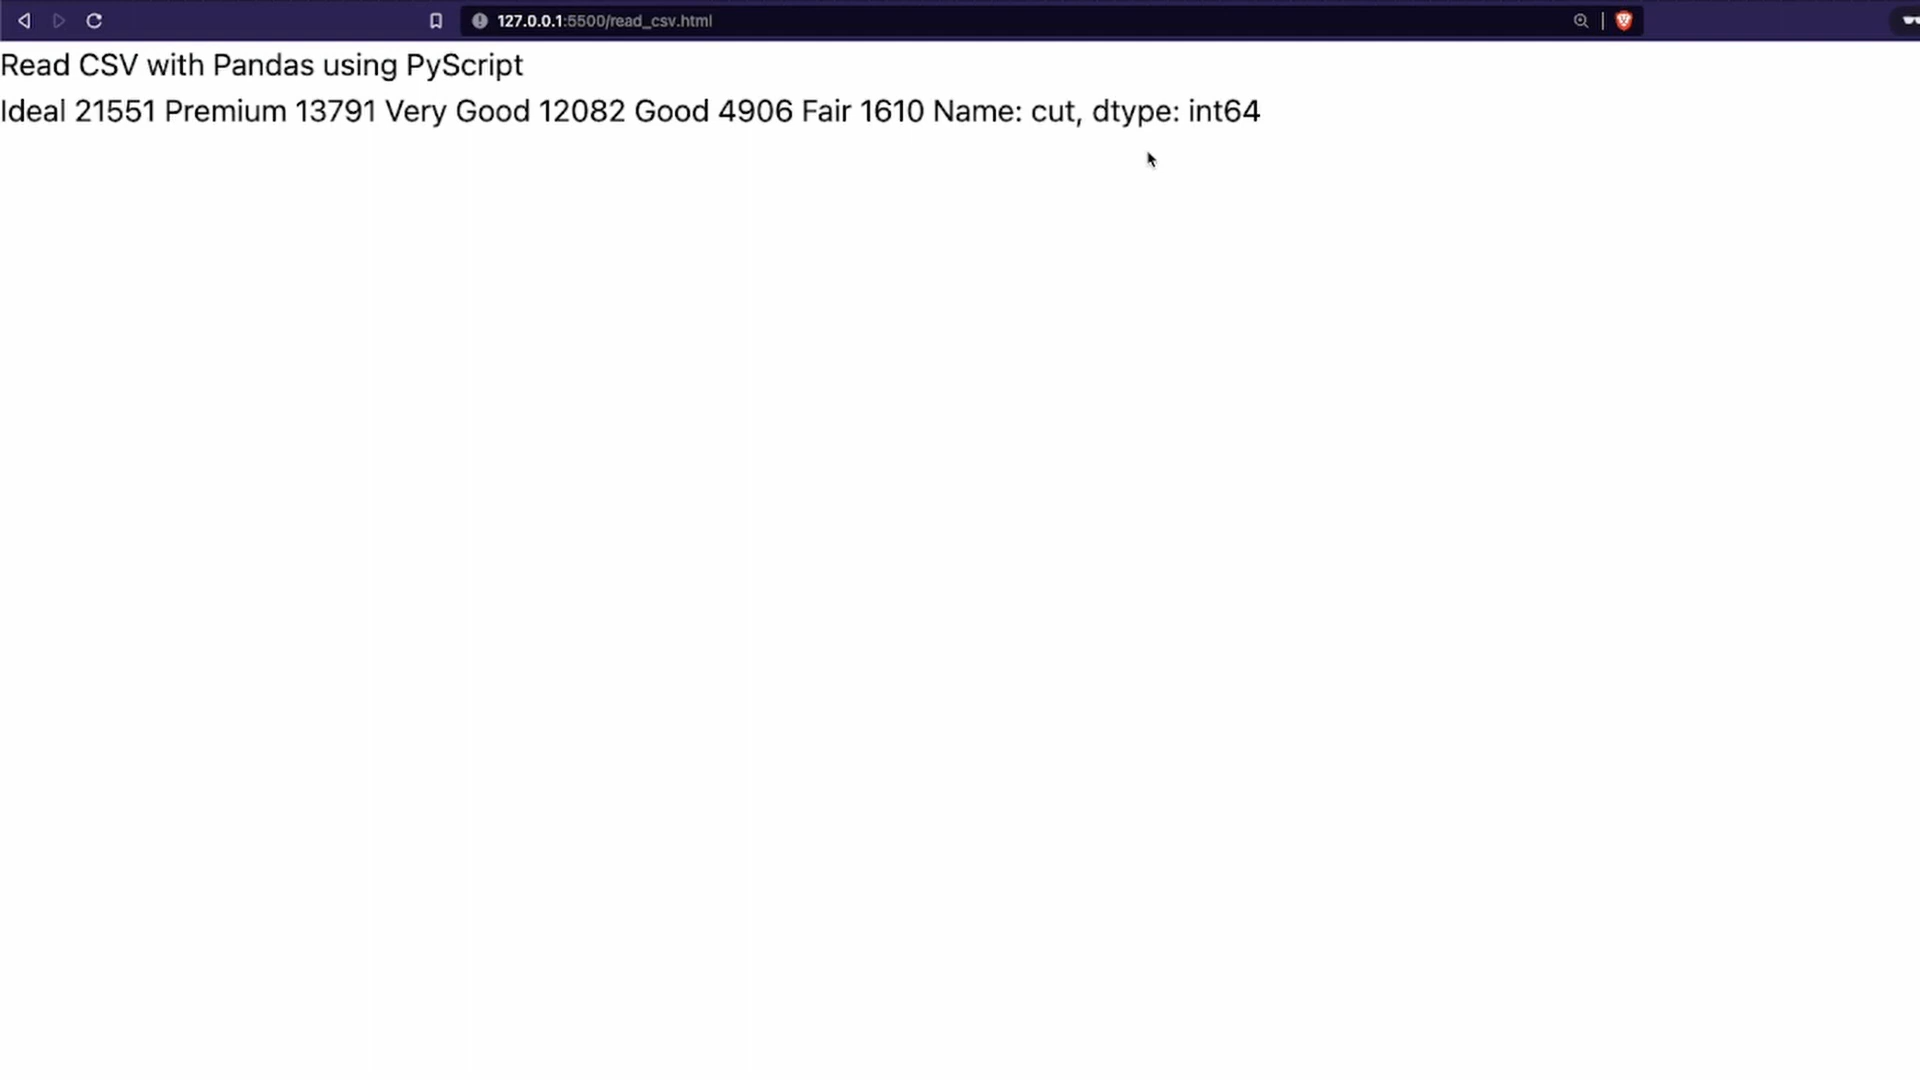 127.0.0.1:5500/read_csv.html
Read CSV with Pandas using PyScript
Ideal 21551 Premium 13791 Very Good 12082 Good 4906 Fair 1610 Name: cut, dtype: int64